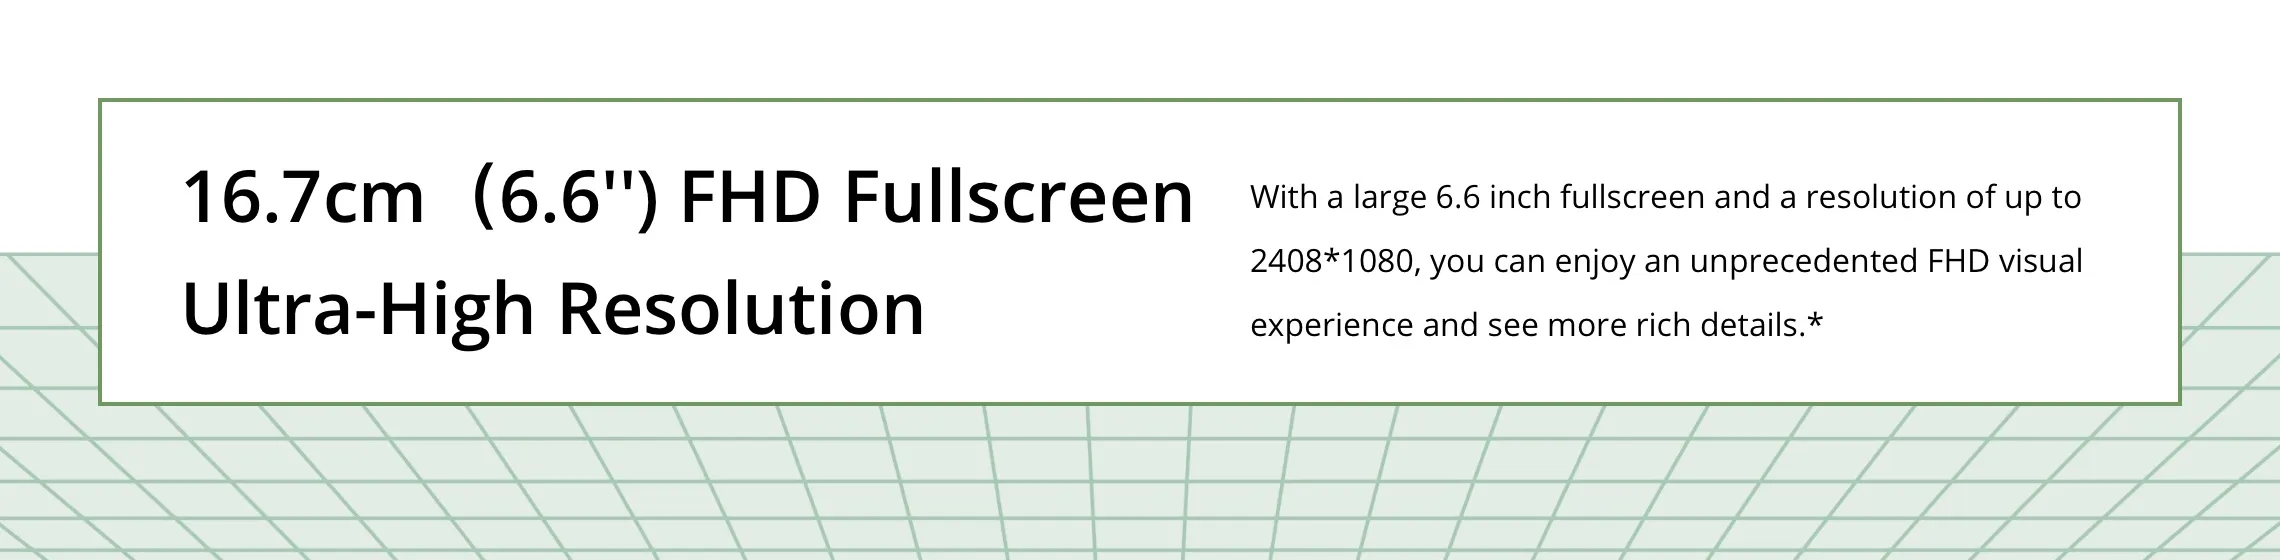 16.7cm（6.6'') FHD Fullscreen
Ultra-High Resolution
With a large 6.6 inch fullscreen and a resolution of up to
2408*1080, you can enjoy an unprecedented FHD visual
experience and see more rich details.*